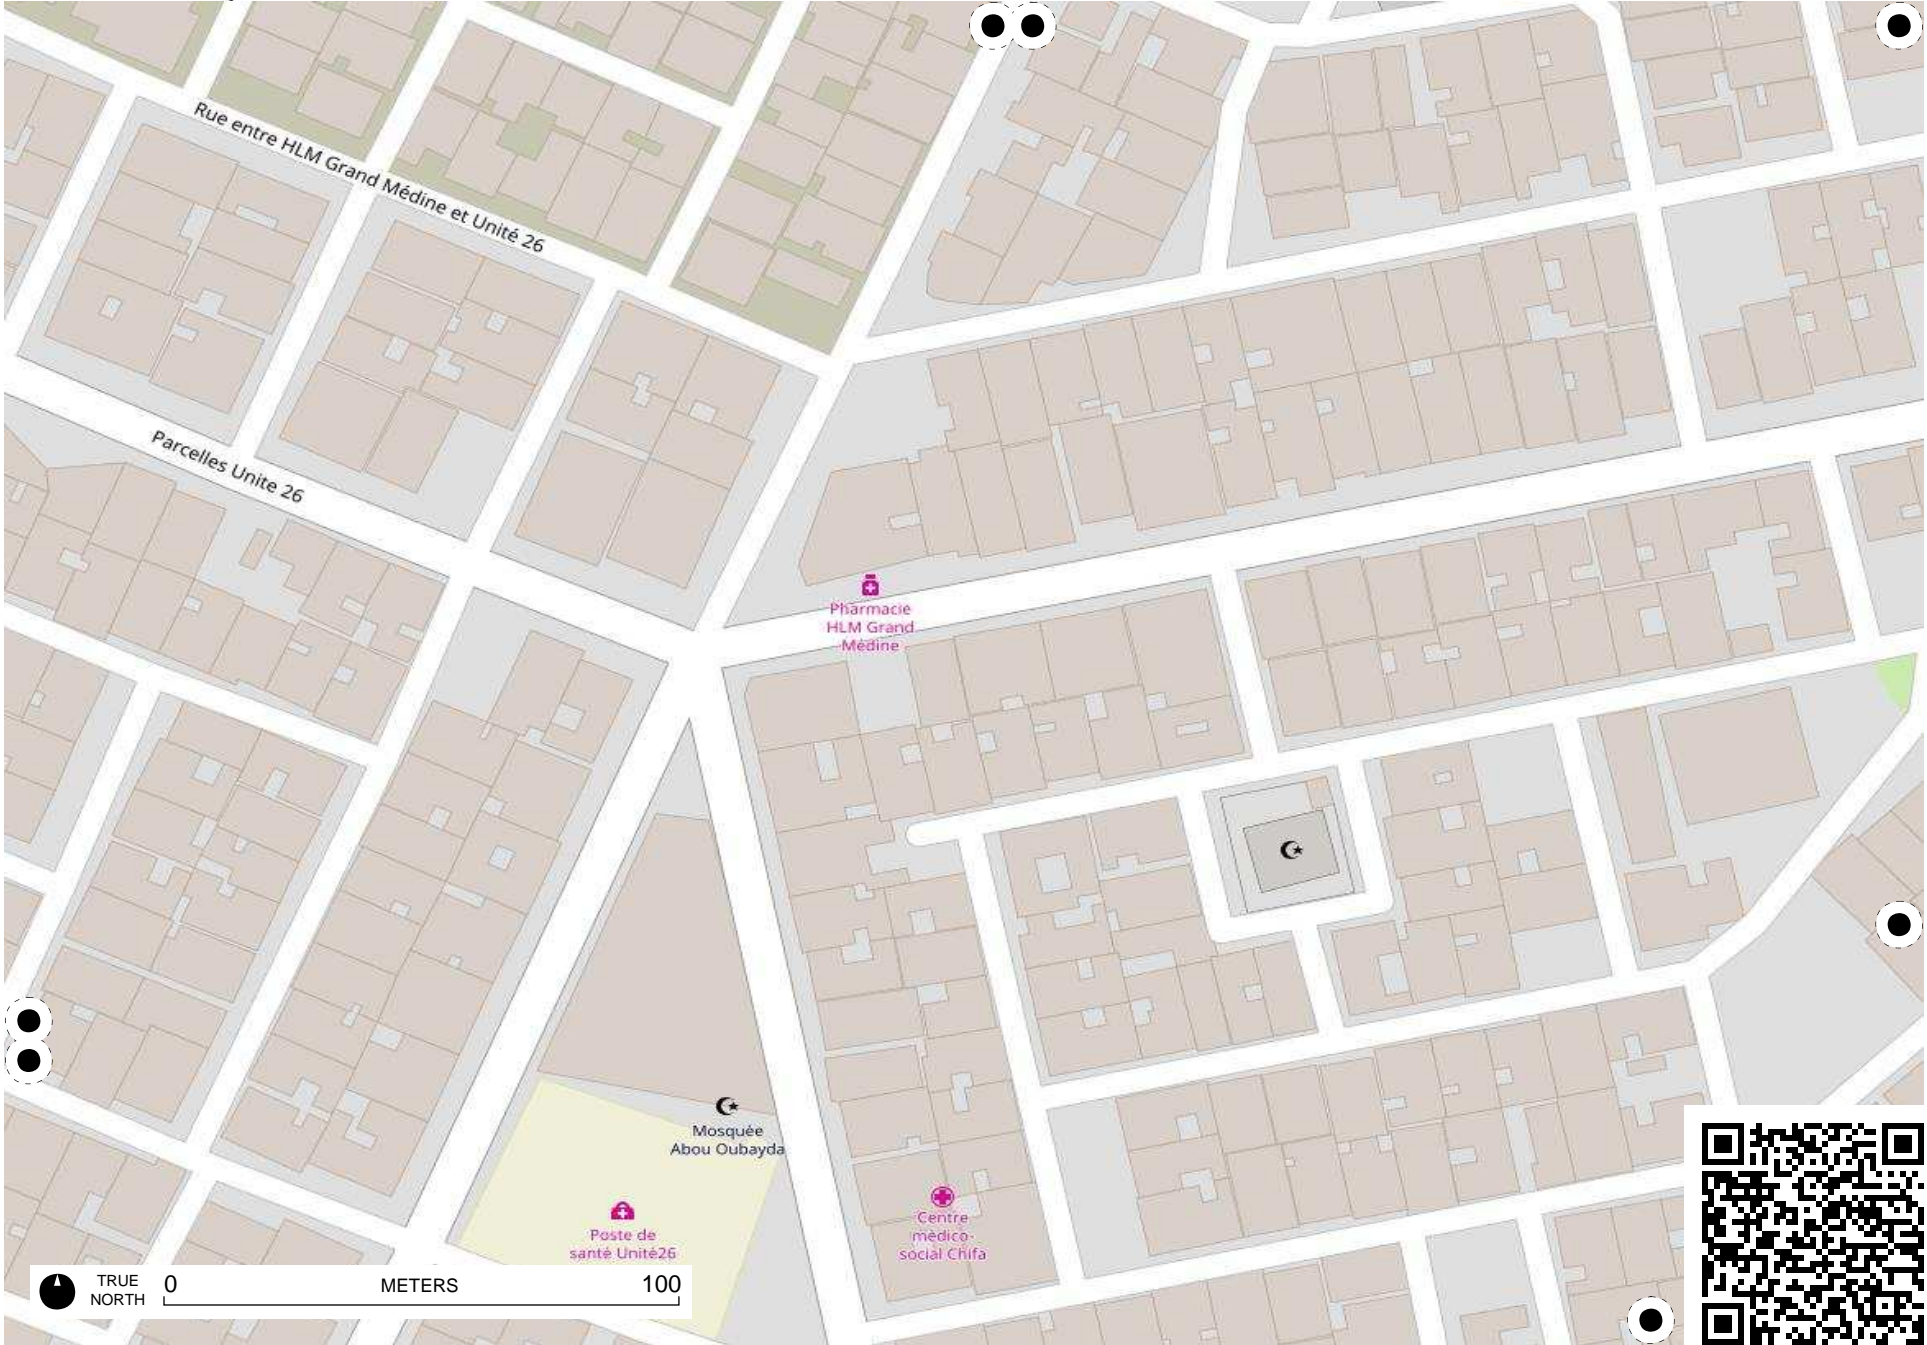 Rue entre HLM Grand Médine et Unité 26
Parcelles Unite 26
Pharmacie
HLM Grand
Médine
Mosquée
Abou Oubayda
Poste de
santé Unité26
Centre
médico-
social Chifa
TRUE
NORTH
0 METERS 100